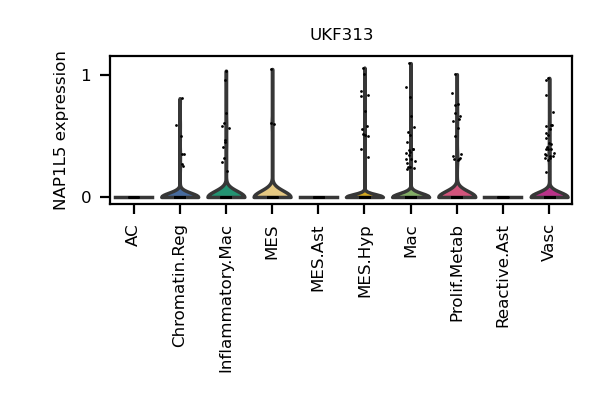 UKF313
NAP1L5 expression
1
0
AC
Chromatin.Reg
Inflammatory.Mac
MES
MES.Ast
MES.Hyp
Mac
Prolif.Metab
Reactive.Ast
Vasc